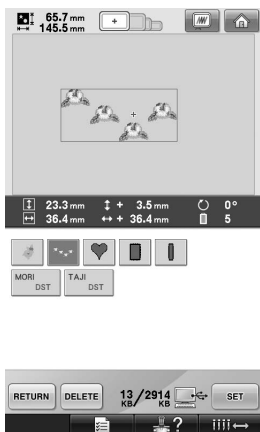 65.7 mm
145.5 mm
23.3 mm + 3.5 mm 0°
36.4 mm + 36.4 mm 5
MORI DST
TAJI DST
RETURN DELETE 13 KB/2914 KB SET
?